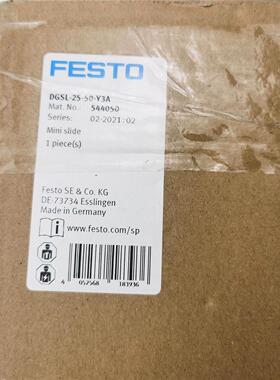 FESTO
DGSL-25-50-Y3A
Mat. No.: 544050
Series: 02-2021:02
Mini slide
1 piece(s)
Festo SE & Co. KG
DE-73734 Esslingen
Made in Germany
www.festo.com/sp
4 052568 183936